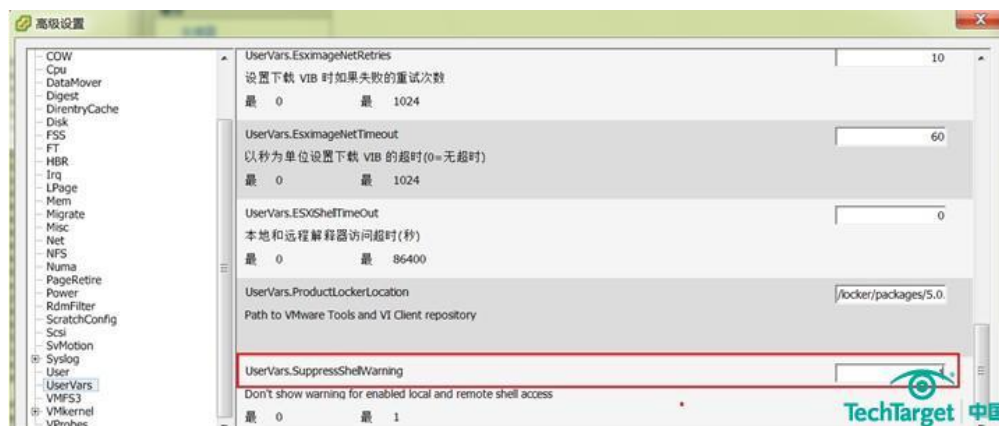 高级设置
COW
Cpu
DataMover
Digest
DirentryCache
Disk
FSS
FT
HBR
Irq
LPage
Mem
Migrate
Misc
Net
NFS
Numa
PageRetire
Power
RdmFilter
ScratchConfig
Scsi
SvMotion
Syslog
User
UserVars
VMFS3
VMkernel
VProbes
UserVars.EsximageNetRetries 10
设置下载 VIB 时如果失败的重试次数
最 0 最 1024
UserVars.EsximageNetTimeout 60
以秒为单位设置下载 VIB 的超时(0=无超时)
最 0 最 1024
UserVars.ESXiShellTimeOut 0
本地和远程解释器访问超时(秒)
最 0 最 86400
UserVars.ProductLockerLocation /locker/packages/5.0.
Path to VMware Tools and VI Client repository
UserVars.SuppressShellWarning
Don't show warning for enabled local and remote shell access
最 0 最 1
TechTarget 中国